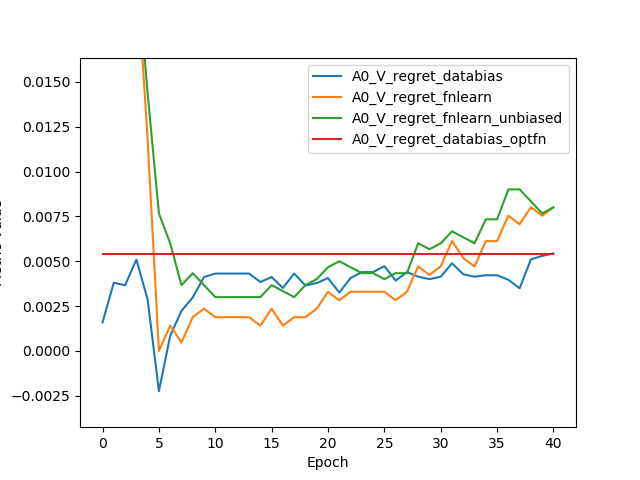 0.0150
0.0125
0.0100
0.0075
0.0050
0.0025
0.0000
−0.0025
A0_V_regret_databias
A0_V_regret_fnlearn
A0_V_regret_fnlearn_unbiased
A0_V_regret_databias_optfn
0 5 10 15 20 25 30 35 40
Epoch